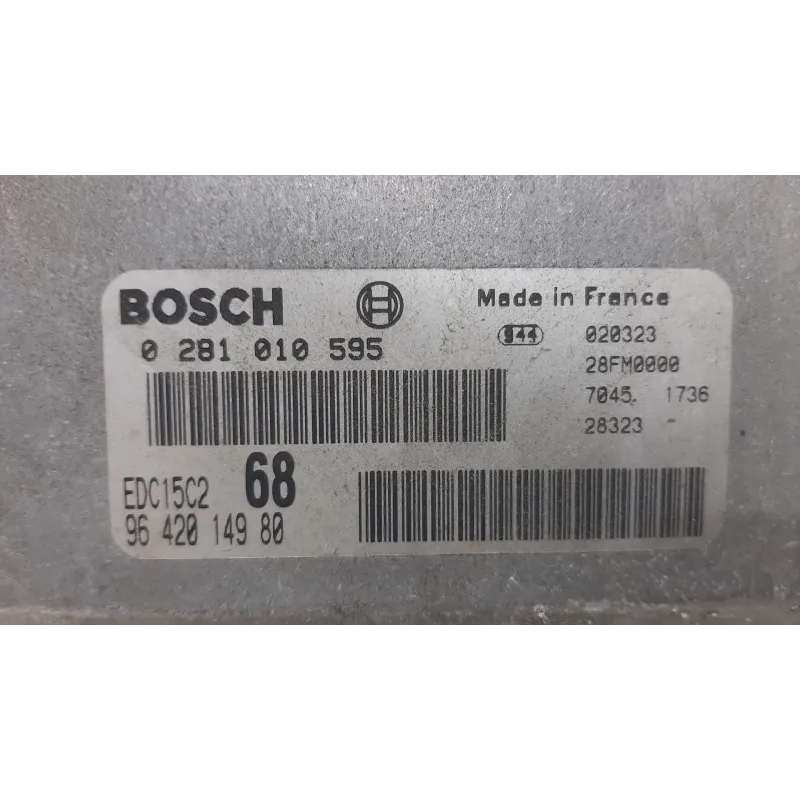 BOSCH
0 281 010 595
Made in France
944 020323
28FM0000
7045 1736
28323
EDC15C2 68
96 420 149 80